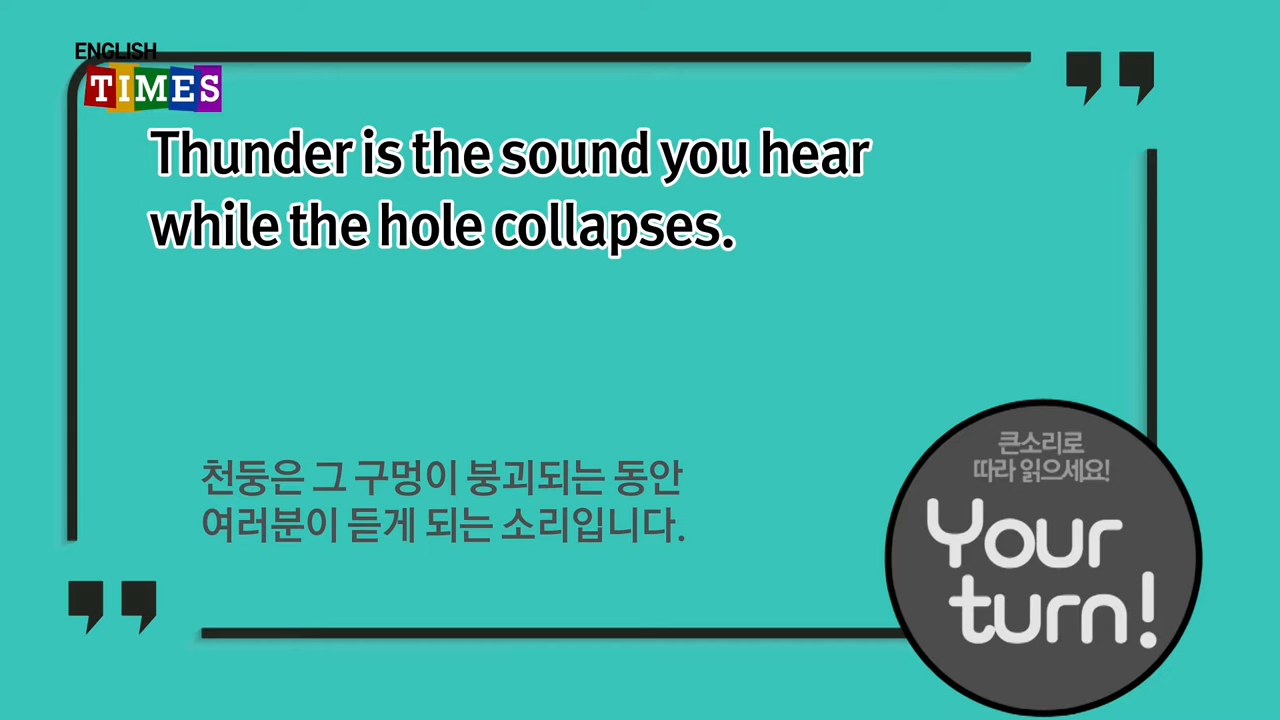 ENGLISH
TIMES
Thunder is the sound you hear
while the hole collapses.
천둥은 그 구멍이 붕괴되는 동안
여러분이 듣게 되는 소리입니다.
큰소리로
따라 읽으세요!
Your
turn!